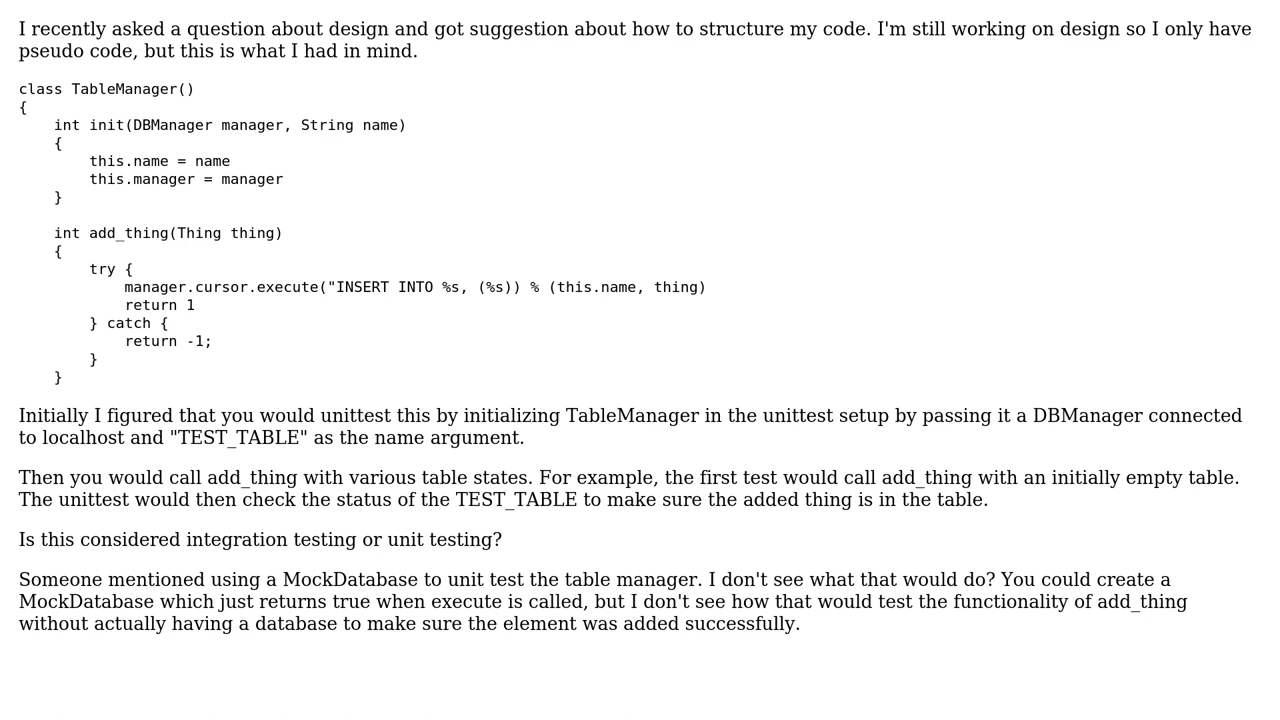 I recently asked a question about design and got suggestion about how to structure my code. I'm still working on design so I only have
pseudo code, but this is what I had in mind.
class TableManager()
{
    int init(DBManager manager, String name)
    {
        this.name = name
        this.manager = manager
    }
    int add_thing(Thing thing)
    {
        try {
            manager.cursor.execute("INSERT INTO %s, (%s)) % (this.name, thing)
            return 1
        } catch {
            return -1;
        }
    }
Initially I figured that you would unittest this by initializing TableManager in the unittest setup by passing it a DBManager connected
to localhost and "TEST_TABLE" as the name argument.
Then you would call add_thing with various table states. For example, the first test would call add_thing with an initially empty table.
The unittest would then check the status of the TEST_TABLE to make sure the added thing is in the table.
Is this considered integration testing or unit testing?
Someone mentioned using a MockDatabase to unit test the table manager. I don't see what that would do? You could create a
MockDatabase which just returns true when execute is called, but I don't see how that would test the functionality of add_thing
without actually having a database to make sure the element was added successfully.